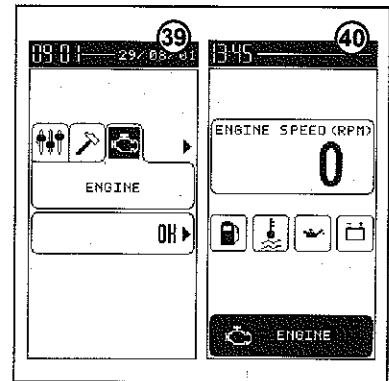 39
09:01 29/08/01
ENGINE
OK
40
13:45
ENGINE SPEED (RPM)
0
ENGINE